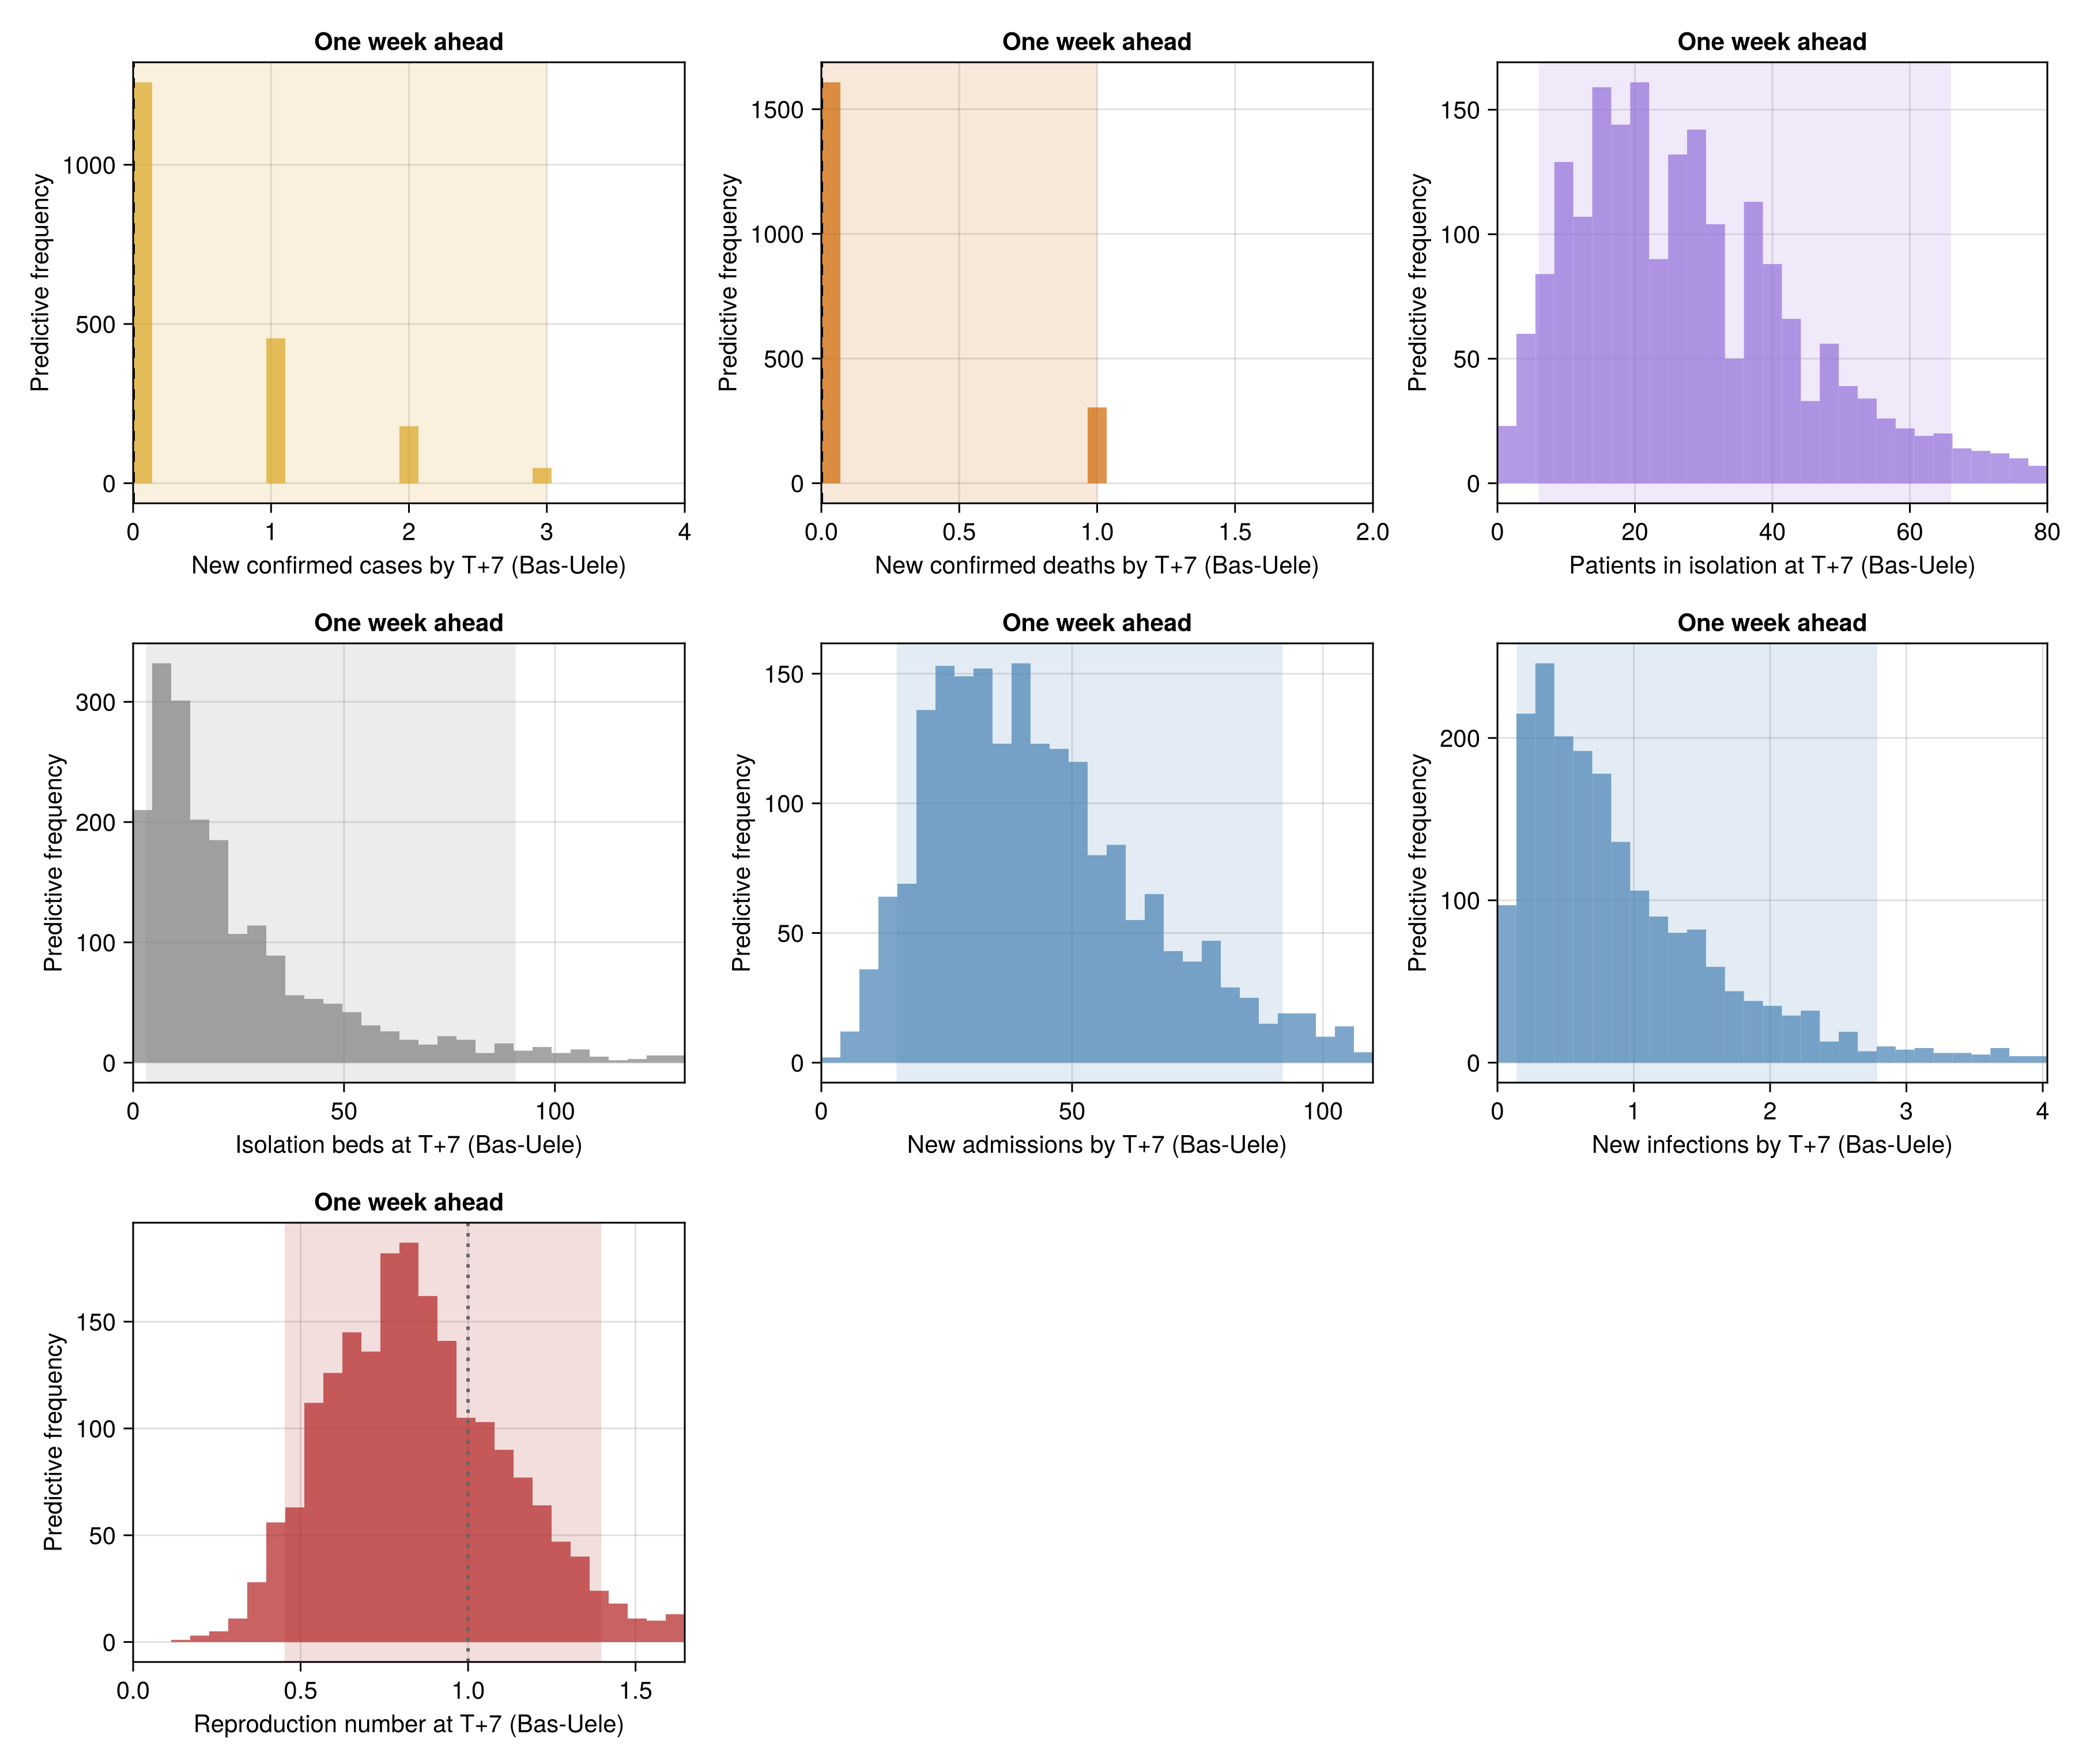 One week ahead
One week ahead
One week ahead
Predictive frequency
1000
500
0
0
1
2
3
4
New confirmed cases by T+7 (Bas-Uele)
Predictive frequency
1500
1000
500
0
0.0
0.5
1.0
1.5
2.0
New confirmed deaths by T+7 (Bas-Uele)
Predictive frequency
150
100
50
0
0
20
40
60
80
Patients in isolation at T+7 (Bas-Uele)
One week ahead
One week ahead
One week ahead
Predictive frequency
300
200
100
0
0
50
100
Isolation beds at T+7 (Bas-Uele)
Predictive frequency
150
100
50
0
0
50
100
New admissions by T+7 (Bas-Uele)
Predictive frequency
200
100
0
0
1
2
3
4
New infections by T+7 (Bas-Uele)
One week ahead
Predictive frequency
150
100
50
0
0.0
0.5
1.0
1.5
Reproduction number at T+7 (Bas-Uele)